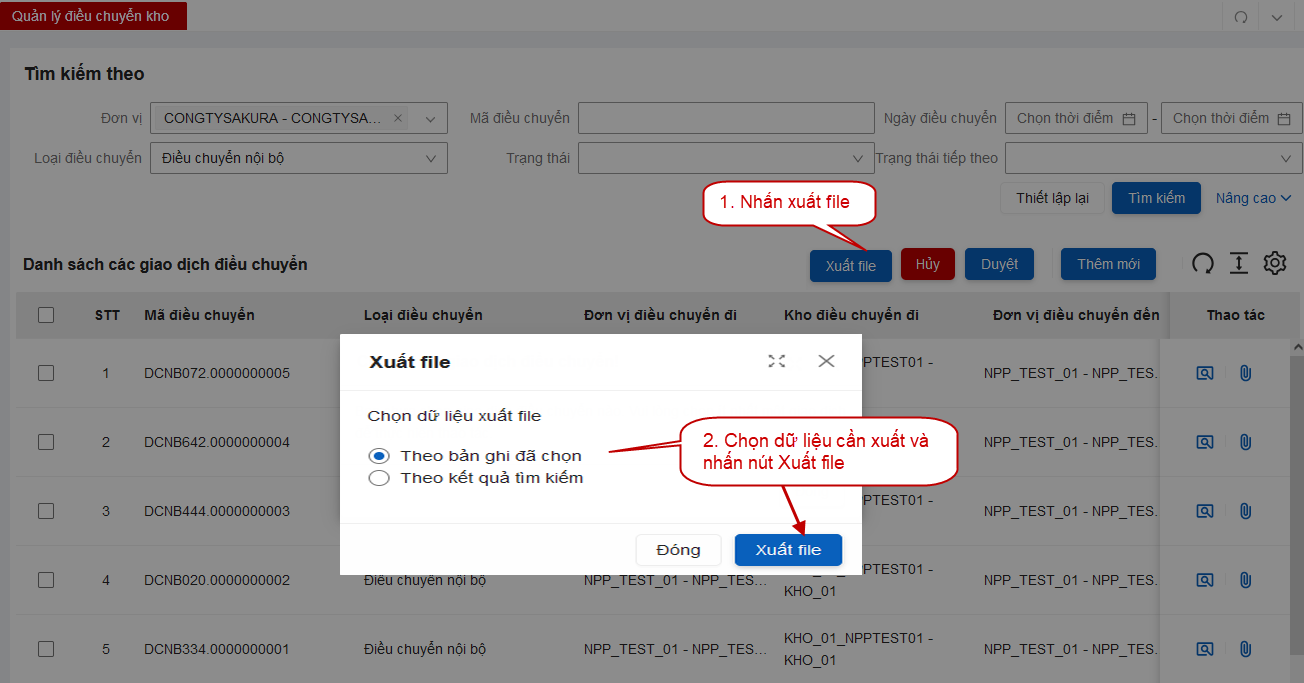 Quản lý điều chuyển kho
Tìm kiếm theo
Đơn vị CONGTYSAKURA - CONGTYSA... Mã điều chuyển Ngày điều chuyển Chọn thời điểm - Chọn thời điểm
Loại điều chuyển Điều chuyển nội bộ Trạng thái Trạng thái tiếp theo
1. Nhấn xuất file
Thiết lập lại Tìm kiếm Nâng cao
Danh sách các giao dịch điều chuyển Xuất file Hủy Duyệt Thêm mới
STT Mã điều chuyển Loại điều chuyển Đơn vị điều chuyển đi Kho điều chuyển đi Đơn vị điều chuyển đến Thao tác
1 DCNB072.0000000005 PPTEST01 - NPP_TEST_01 - NPP_TES.
Xuất file
Chọn dữ liệu xuất file
Theo bản ghi đã chọn
Theo kết quả tìm kiếm
2. Chọn dữ liệu cần xuất và
nhấn nút Xuất file
Đóng Xuất file
2 DCNB642.0000000004 NPP_TEST_01 - NPP_TES.
3 DCNB444.0000000003 PPTEST01 - NPP_TEST_01 - NPP_TES.
4 DCNB020.0000000002 Điều chuyển nội bộ NPP_TEST_01 - NPP_TES... PPTEST01 - NPP_TEST_01 - NPP_TES.
KHO_01
5 DCNB334.0000000001 Điều chuyển nội bộ NPP_TEST_01 - NPP_TES... KHO_01_NPPTEST01 - NPP_TEST_01 - NPP_TES.
KHO_01